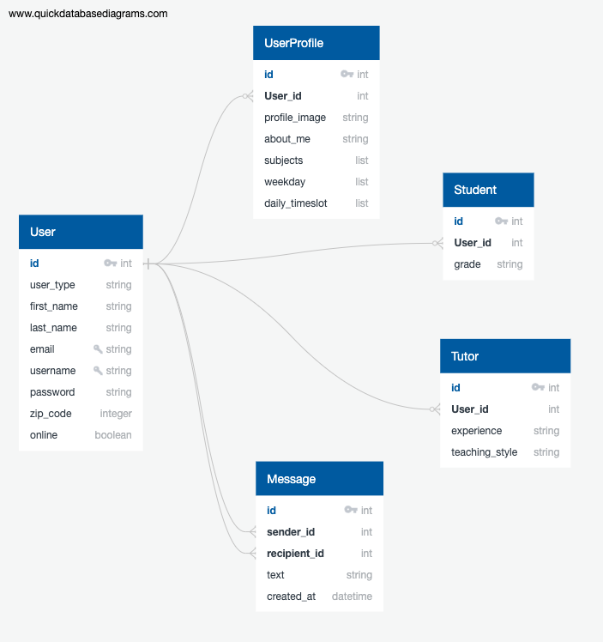 www.quickdatabasediagrams.com
UserProfile
id int
User_id int
profile_image string
about_me string
subjects list
weekday list
daily_timeslot list
Student
id int
User_id int
grade string
User
id int
user_type string
first_name string
last_name string
email string
username string
password string
zip_code integer
online boolean
Tutor
id int
User_id int
experience string
teaching_style string
Message
id int
sender_id int
recipient_id int
text string
created_at datetime